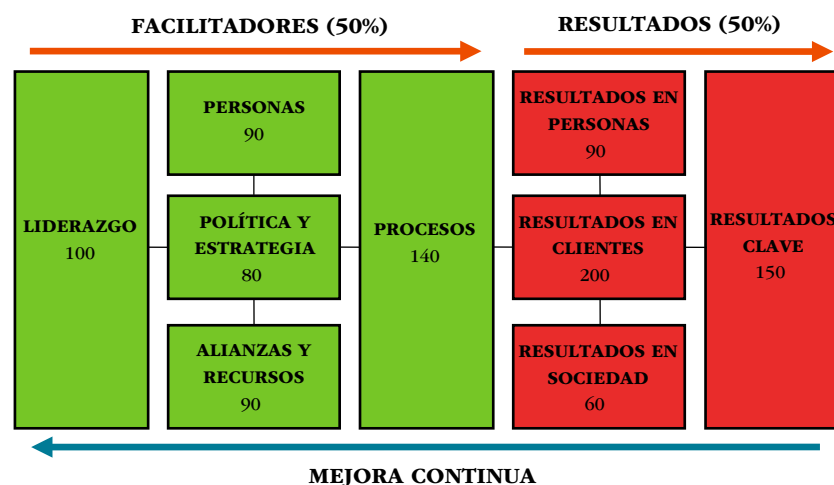 FACILITADORES (50%)
RESULTADOS (50%)
LIDERAZGO
100
PERSONAS
90
POLÍTICA Y
ESTRATEGIA
80
ALIANZAS Y
RECURSOS
90
PROCESOS
140
RESULTADOS EN
PERSONAS
90
RESULTADOS EN
CLIENTES
200
RESULTADOS EN
SOCIEDAD
60
RESULTADOS
CLAVE
150
MEJORA CONTINUA